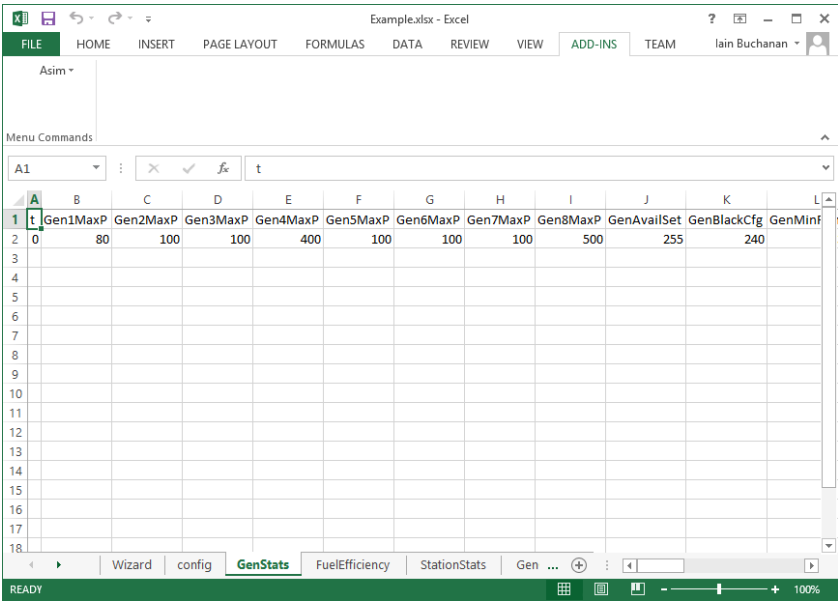 Example.xlsx - Excel
FILE HOME INSERT PAGE LAYOUT FORMULAS DATA REVIEW VIEW ADD-INS TEAM Iain Buchanan
Asim
Menu Commands
A1 fx t
A B C D E F G H I J K L
1 t Gen1MaxP Gen2MaxP Gen3MaxP Gen4MaxP Gen5MaxP Gen6MaxP Gen7MaxP Gen8MaxP GenAvailSet GenBlackCfg
2 0 80 100 100 400 100 100 100 500 255 240
3
4
5
6
7
8
9
10
11
12
13
14
15
16
17
18
Wizard config GenStats FuelEfficiency StationStats Gen ...
READY 100%